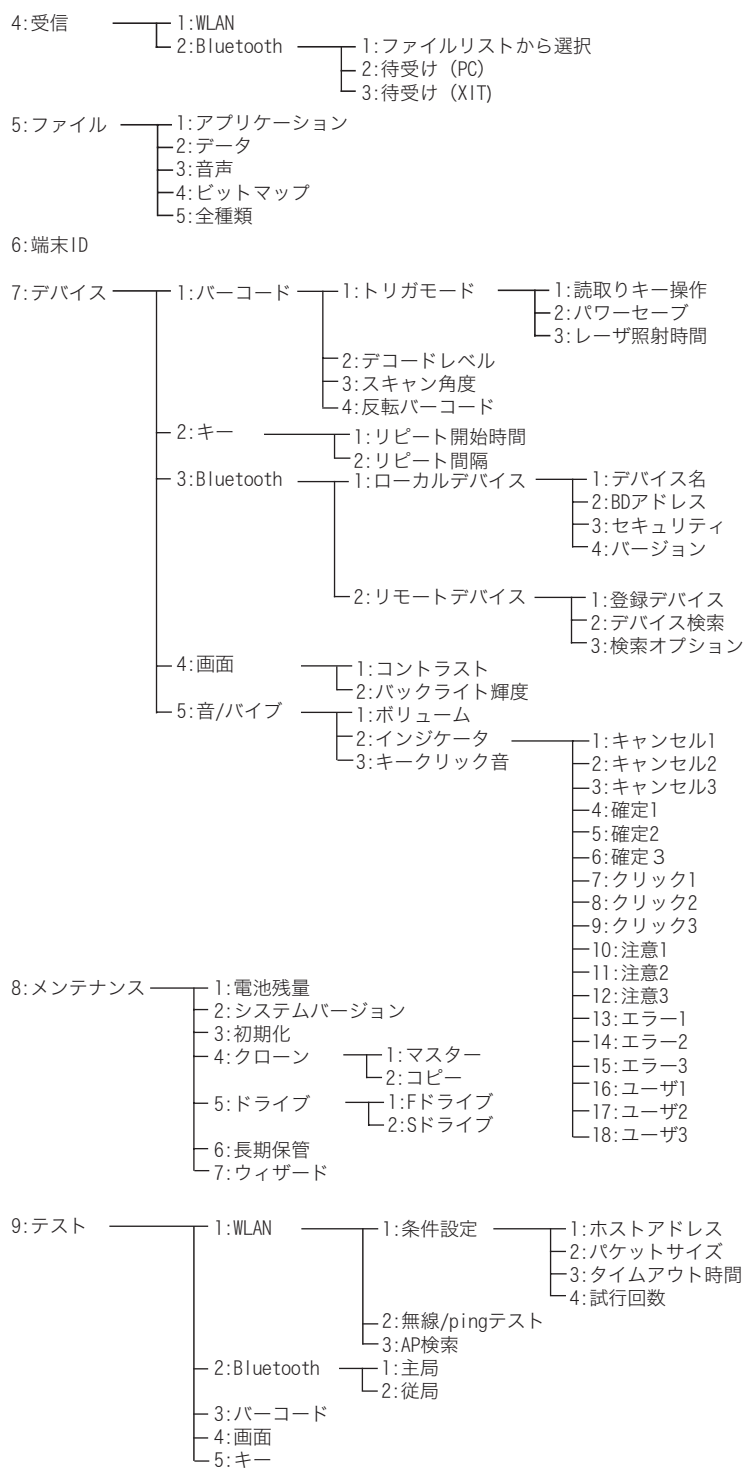 4:受信 1:WLAN
2:Bluetooth 1:ファイルリストから選択
2:待受け（PC）
3:待受け（XIT)
5:ファイル 1:アプリケーション
2:データ
3:音声
4:ビットマップ
5:全種類
6:端末ID
7:デバイス 1:バーコード 1:トリガモード 1:読取りキー操作
2:パワーセーブ
3:レーザ照射時間
2:デコードレベル
3:スキャン角度
4:反転バーコード
2:キー 1:リピート開始時間
2:リピート間隔
3:Bluetooth 1:ローカルデバイス 1:デバイス名
2:BDアドレス
3:セキュリティ
4:バージョン
2:リモートデバイス 1:登録デバイス
2:デバイス検索
3:検索オプション
4:画面 1:コントラスト
2:バックライト輝度
5:音/バイブ 1:ボリューム
2:インジケータ 1:キャンセル1
2:キャンセル2
3:キークリック音 3:キャンセル3
4:確定1
5:確定2
6:確定３
7:クリック1
8:クリック2
9:クリック3
10:注意1
11:注意2
12:注意3
13:エラー1
14:エラー2
15:エラー3
16:ユーザ1
17:ユーザ2
18:ユーザ3
8:メンテナンス 1:電池残量
2:システムバージョン
3:初期化
4:クローン 1:マスター
2:コピー
5:ドライブ 1:Fドライブ
2:Sドライブ
6:長期保管
7:ウィザード
9:テスト 1:WLAN 1:条件設定 1:ホストアドレス
2:パケットサイズ
3:タイムアウト時間
4:試行回数
2:無線/pingテスト
3:AP検索
2:Bluetooth 1:主局
2:従局
3:バーコード
4:画面
5:キー